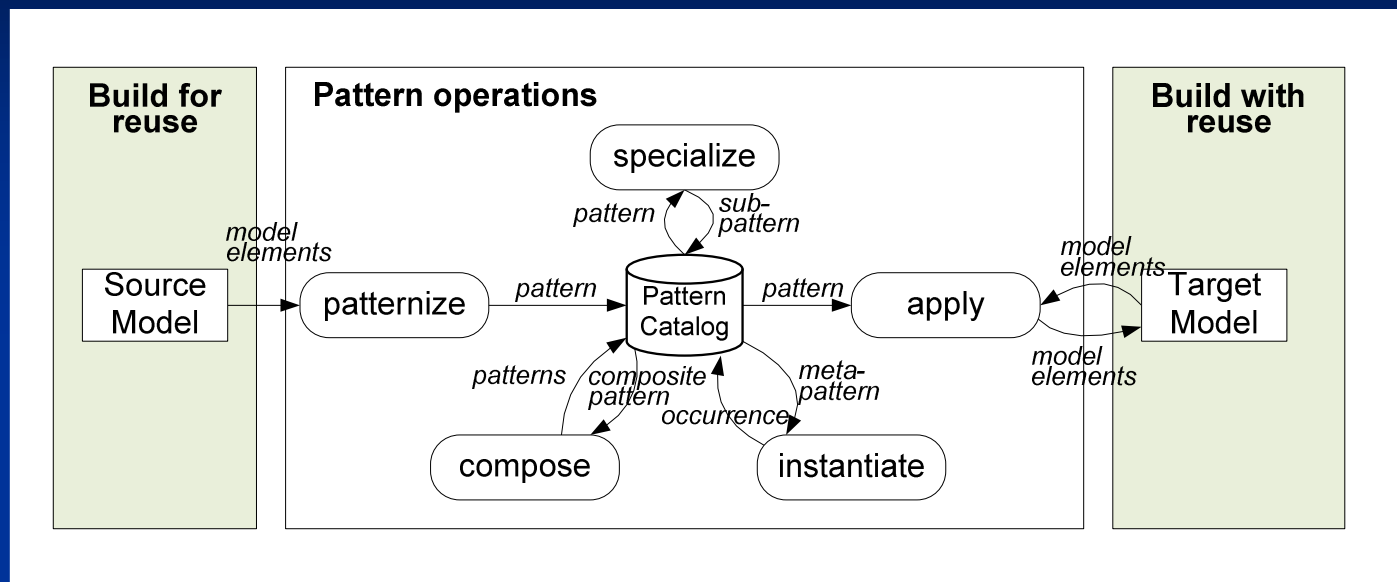 Build for
reuse
Pattern operations
Build with
reuse
specialize
pattern
sub-
pattern
model
elements
Source
Model
patternize
pattern
Pattern
Catalog
pattern
apply
model
elements
Target
Model
model
elements
patterns
composite
pattern
meta-
pattern
occurrence
compose
instantiate